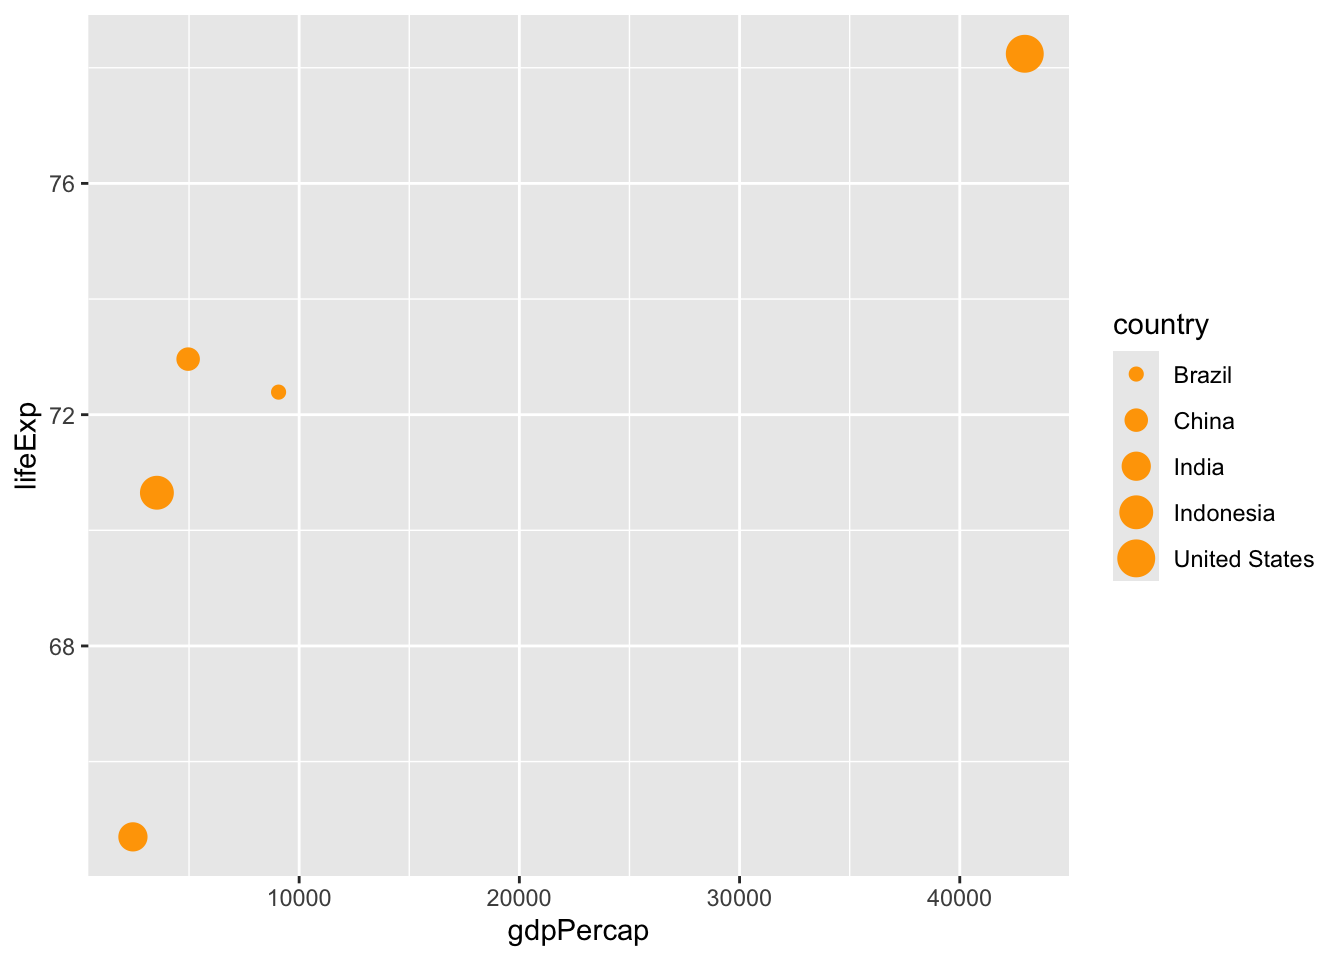 76
72
68
lifeExp
10000
20000
30000
40000
gdpPercap
country
Brazil
China
India
Indonesia
United States